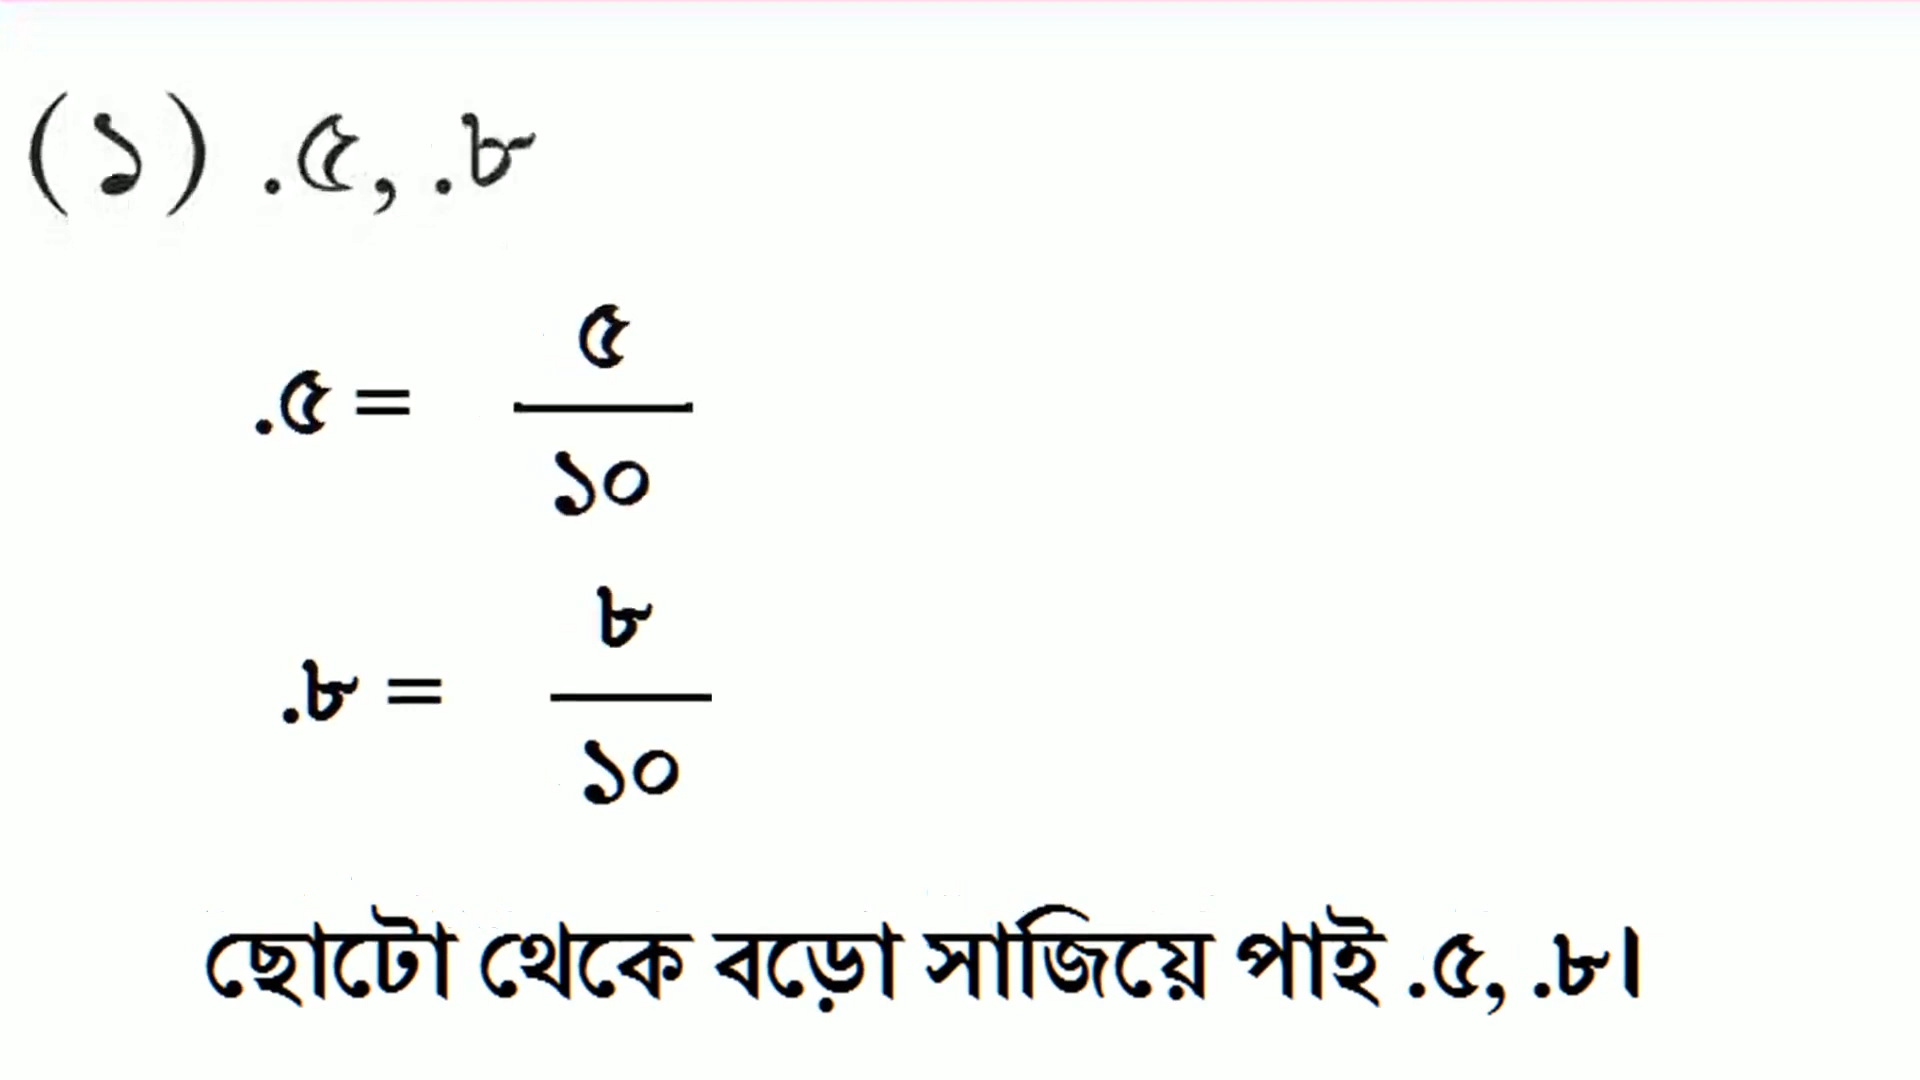 (১) .৫, .৮
.৫ = ৫/১০
.৮ = ৮/১০
ছোটো থেকে বড়ো সাজিয়ে পাই .৫, .৮।